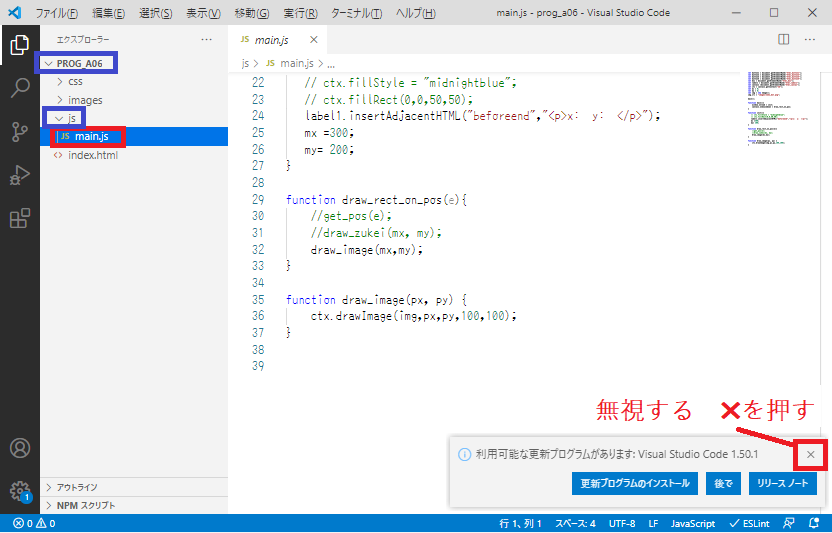 ファイル(F) 編集(E) 選択(S) 表示(V) 移動(G) 実行(R) ターミナル(T) ヘルプ(H) main.js - prog_a06 - Visual Studio Code
エクスプローラー ···
PROG_A06
css
images
js
JS main.js
index.html
アウトライン
NPM スクリプト
JS main.js ×
js > JS main.js > ...
22 // ctx.fillStyle = "midnightblue";
23 // ctx.fillRect(0,0,50,50);
24 label1.insertAdjacentHTML("beforeend","<p>x: y: </p>");
25 mx =300;
26 my= 200;
27 }
28
29 function draw_rect_on_pos(e){
30 //get_pos(e);
31 //draw_zukei(mx, my);
32 draw_image(mx,my);
33 }
34
35 function draw_image(px, py) {
36 ctx.drawImage(img,px,py,100,100);
37 }
38
39
無視する ×を押す
利用可能な更新プログラムがあります: Visual Studio Code 1.50.1 ×
更新プログラムのインストール 後で リリース ノート
1
0 0 行 1、列 1 スペース: 4 UTF-8 LF JavaScript ESLint